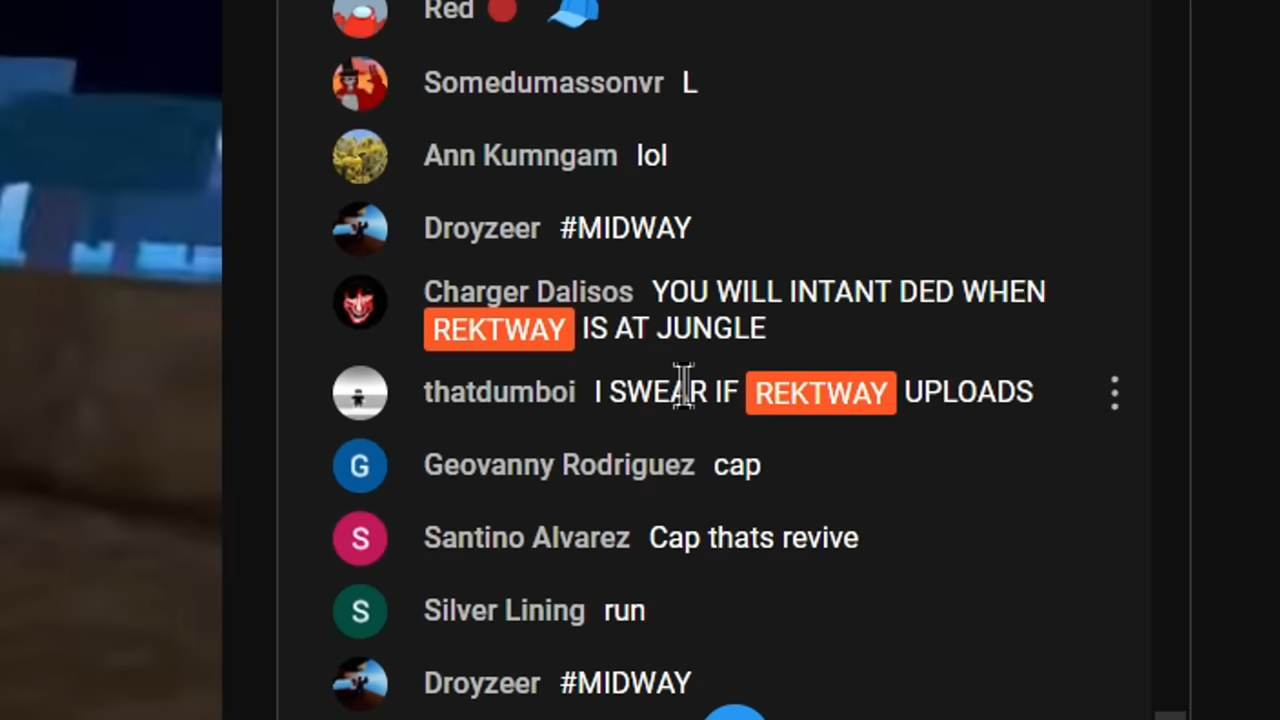 Red
Somedumassonvr L
Ann Kumngam lol
Droyzeer #MIDWAY
Charger Dalisos YOU WILL INTANT DED WHEN
REKTWAY IS AT JUNGLE
thatdumboi I SWEAR IF REKTWAY UPLOADS
G Geovanny Rodriguez cap
S Santino Alvarez Cap thats revive
S Silver Lining run
Droyzeer #MIDWAY